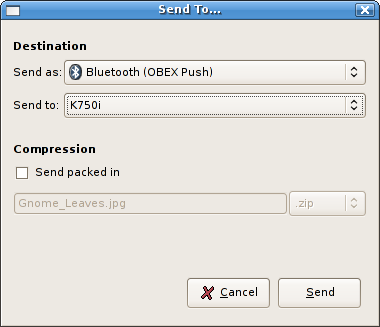 Send To...
Destination
Send as: Bluetooth (OBEX Push)
Send to: K750i
Compression
Send packed in
Gnome_Leaves.jpg .zip
Cancel Send